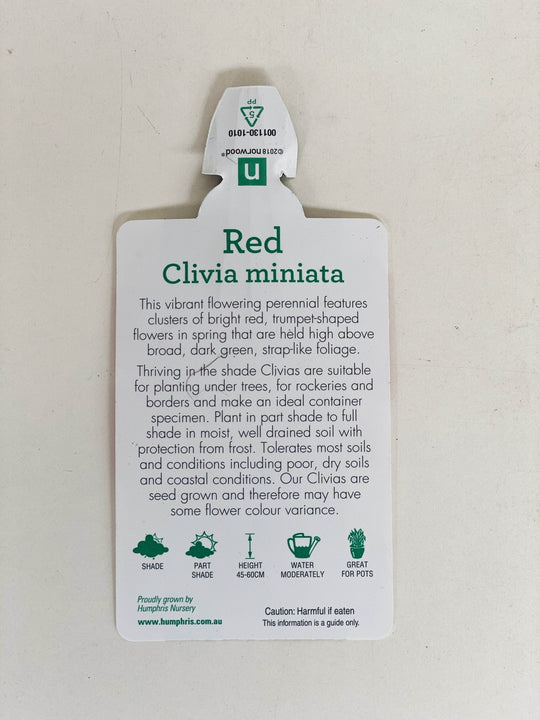 5
PP
001130-1010
©2018 norwood®
n
Red
Clivia miniata
This vibrant flowering perennial features
clusters of bright red, trumpet-shaped
flowers in spring that are held high above
broad, dark green, strap-like foliage.
Thriving in the shade Clivias are suitable
for planting under trees, for rockeries and
borders and make an ideal container
specimen. Plant in part shade to full
shade in moist, well drained soil with
protection from frost. Tolerates most soils
and conditions including poor, dry soils
and coastal conditions. Our Clivias are
seed grown and therefore may have
some flower colour variance.
SHADE
PART
SHADE
HEIGHT
45-60CM
WATER
MODERATELY
GREAT
FOR POTS
Proudly grown by
Humphris Nursery
www.humphris.com.au
Caution: Harmful if eaten
This information is a guide only.